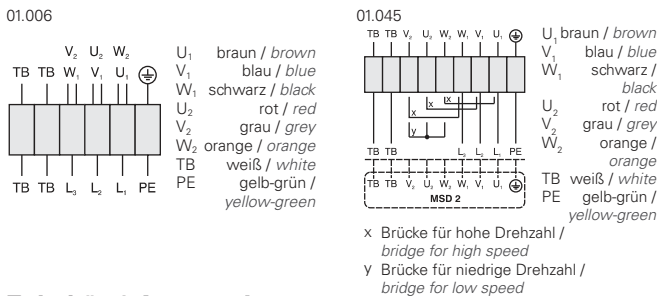 01.006
V₂ U₂ W₂
TB TB W₁ V₁ U₁
TB TB L₃ L₂ L₁ PE
U₁ braun / brown
V₁ blau / blue
W₁ schwarz / black
U₂ rot / red
V₂ grau / grey
W₂ orange / orange
TB weiß / white
PE gelb-grün /
yellow-green
01.045
TB TB V₂ U₂ W₂ W₁ V₁ U₁
x
x
y
TB TB L₃ L₂ L₁ PE
TB TB V₂ U₂ W₂ W₁ V₁ U₁
MSD 2
U₁ braun / brown
V₁ blau / blue
W₁ schwarz /
black
U₂ rot / red
V₂ grau / grey
W₂ orange /
orange
TB weiß / white
PE gelb-grün /
yellow-green
x Brücke für hohe Drehzahl /
bridge for high speed
y Brücke für niedrige Drehzahl /
bridge for low speed